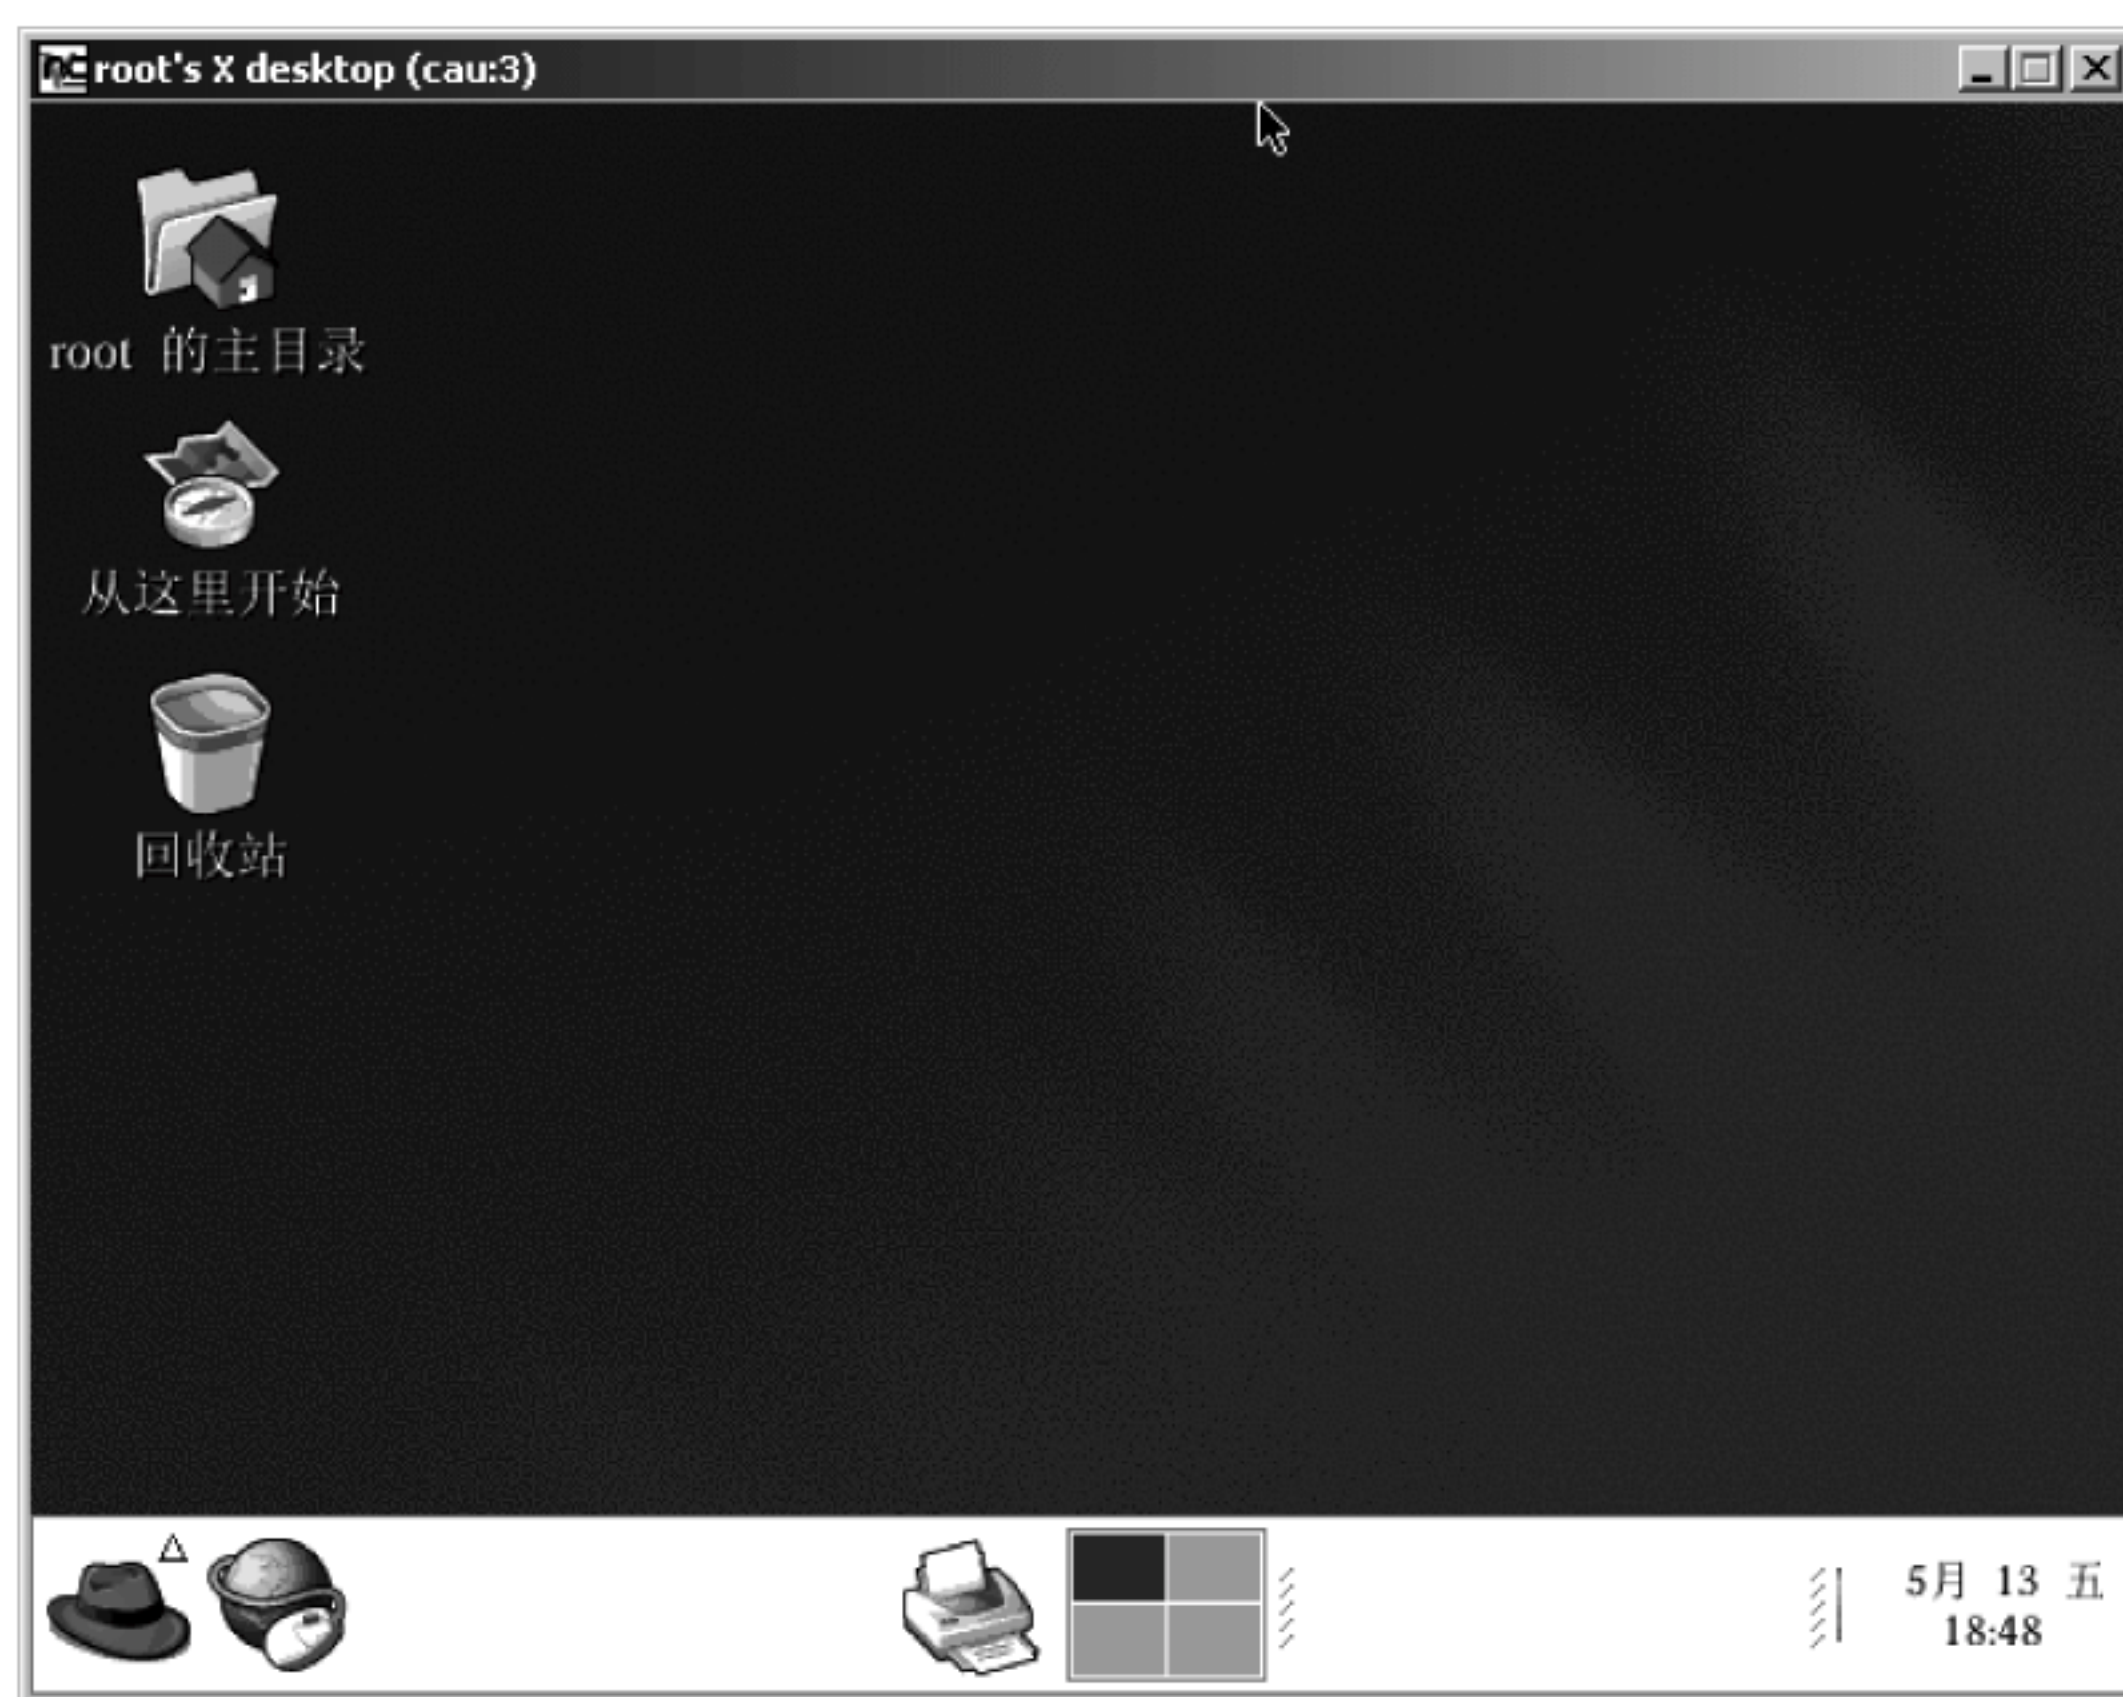 root's X desktop (cau:3)
root 的主目录
从这里开始
回收站
5月 13 五
18:48